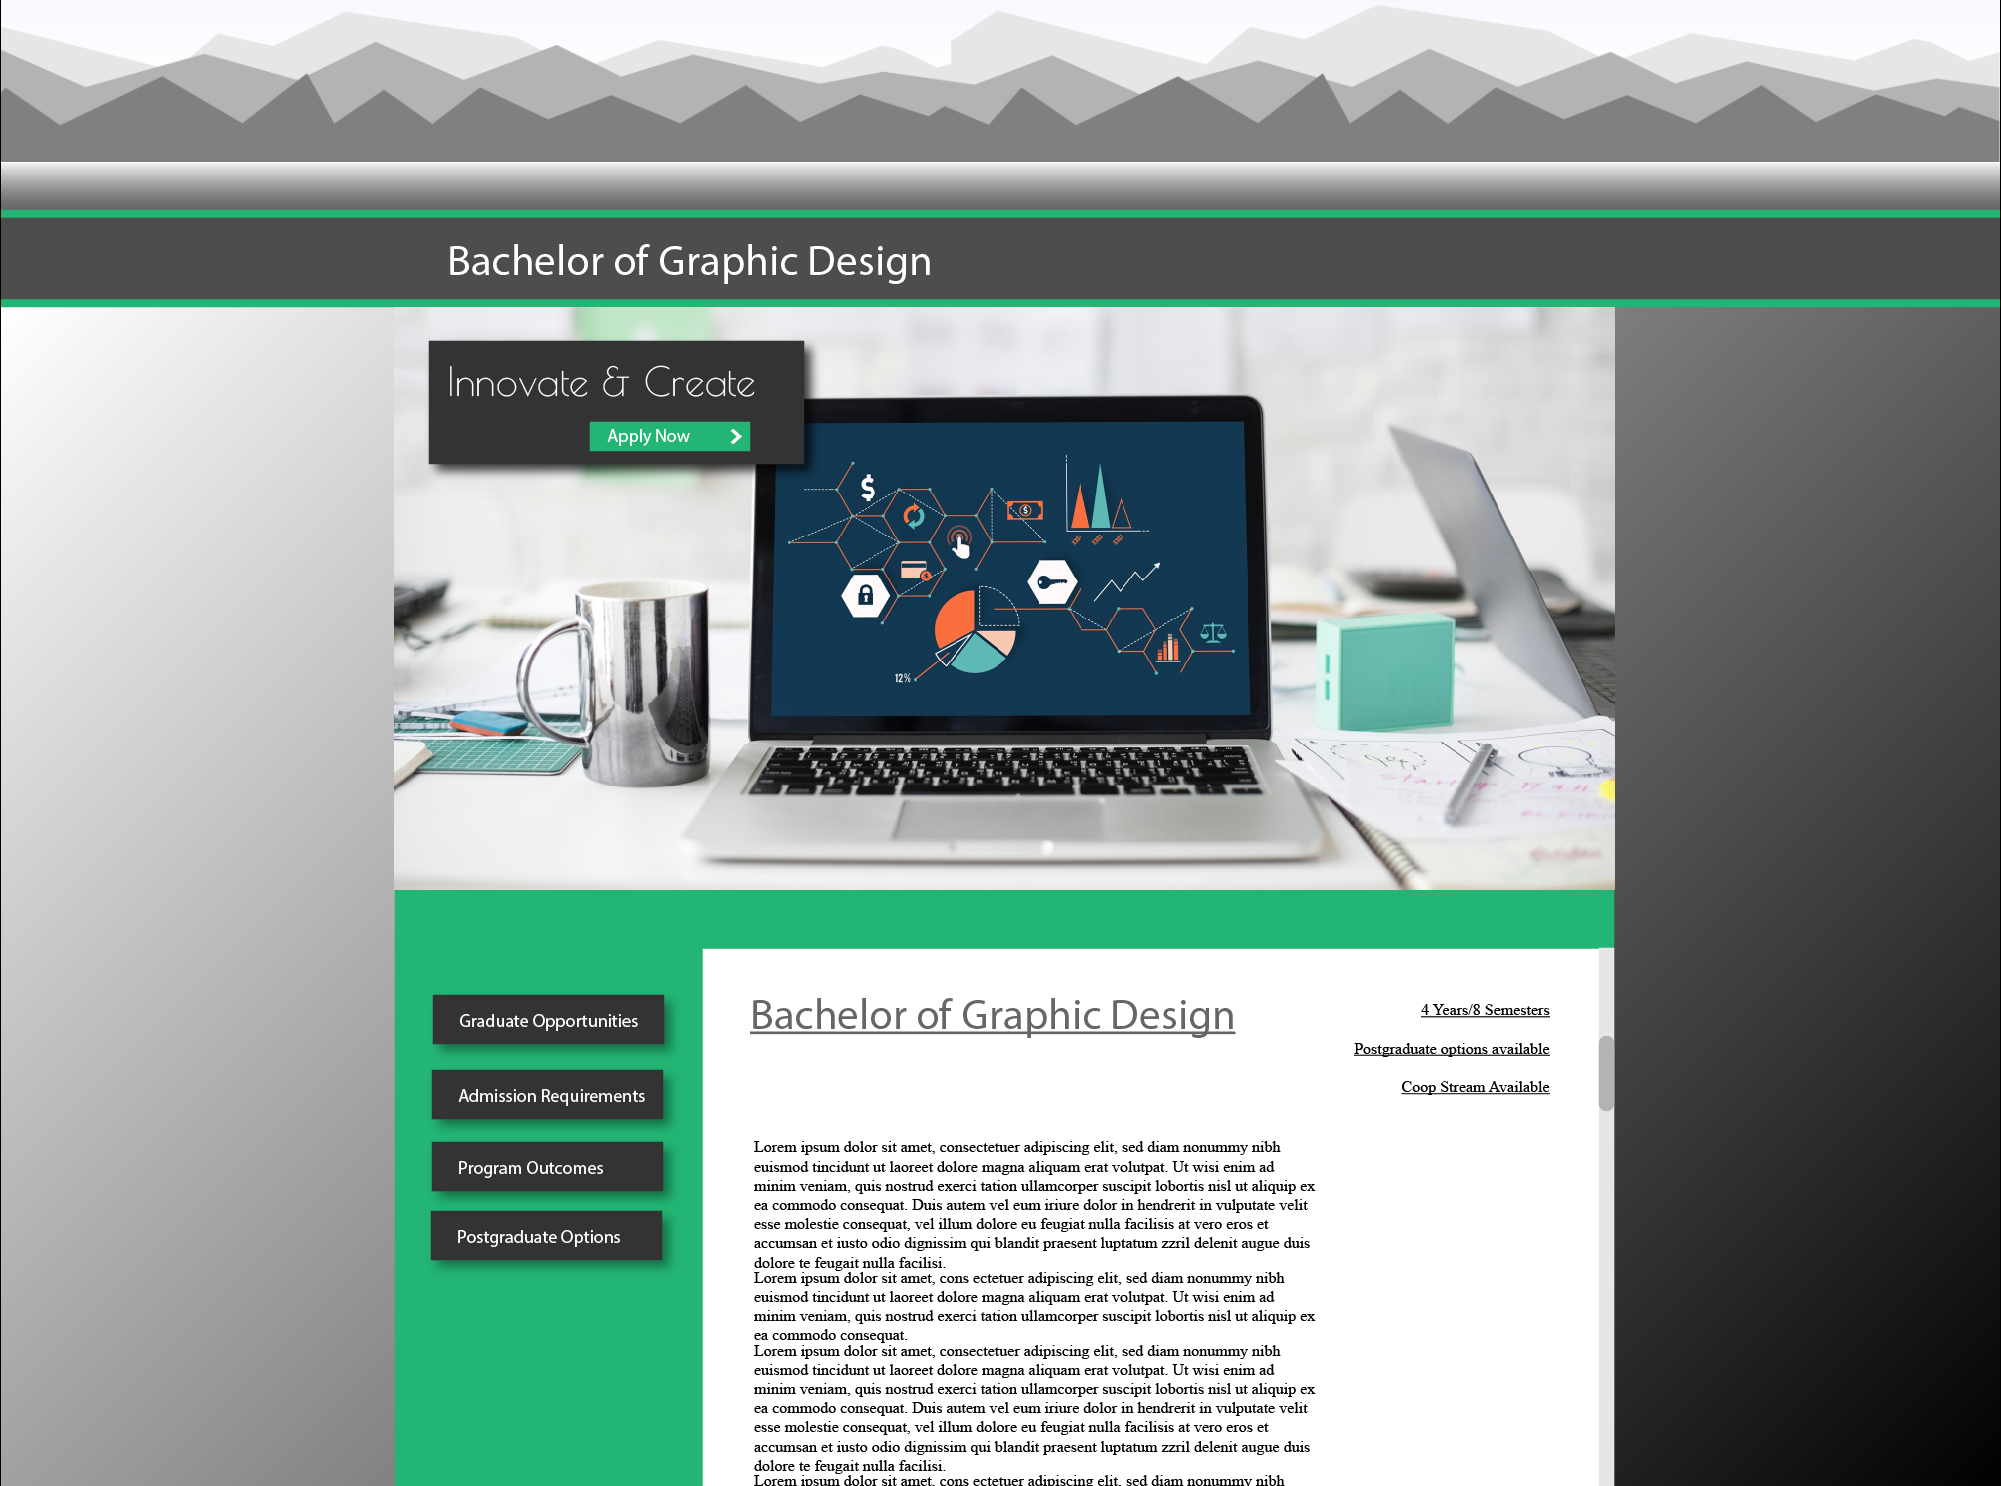 Bachelor of Graphic Design
Innovate & Create
Apply Now
$
$
12%
Graduate Opportunities
Admission Requirements
Program Outcomes
Postgraduate Options
Bachelor of Graphic Design
4 Years/8 Semesters
Postgraduate options available
Coop Stream Available
Lorem ipsum dolor sit amet, consectetuer adipiscing elit, sed diam nonummy nibh
euismod tincidunt ut laoreet dolore magna aliquam erat volutpat. Ut wisi enim ad
minim veniam, quis nostrud exerci tation ullamcorper suscipit lobortis nisl ut aliquip ex
ea commodo consequat. Duis autem vel eum iriure dolor in hendrerit in vulputate velit
esse molestie consequat, vel illum dolore eu feugiat nulla facilisis at vero eros et
accumsan et iusto odio dignissim qui blandit praesent luptatum zzril delenit augue duis
dolore te feugait nulla facilisi.
Lorem ipsum dolor sit amet, cons ectetuer adipiscing elit, sed diam nonummy nibh
euismod tincidunt ut laoreet dolore magna aliquam erat volutpat. Ut wisi enim ad
minim veniam, quis nostrud exerci tation ullamcorper suscipit lobortis nisl ut aliquip ex
ea commodo consequat.
Lorem ipsum dolor sit amet, consectetuer adipiscing elit, sed diam nonummy nibh
euismod tincidunt ut laoreet dolore magna aliquam erat volutpat. Ut wisi enim ad
minim veniam, quis nostrud exerci tation ullamcorper suscipit lobortis nisl ut aliquip ex
ea commodo consequat. Duis autem vel eum iriure dolor in hendrerit in vulputate velit
esse molestie consequat, vel illum dolore eu feugiat nulla facilisis at vero eros et
accumsan et iusto odio dignissim qui blandit praesent luptatum zzril delenit augue duis
dolore te feugait nulla facilisi.
Lorem ipsum dolor sit amet, cons ectetuer adipiscing elit, sed diam nonummy nibh